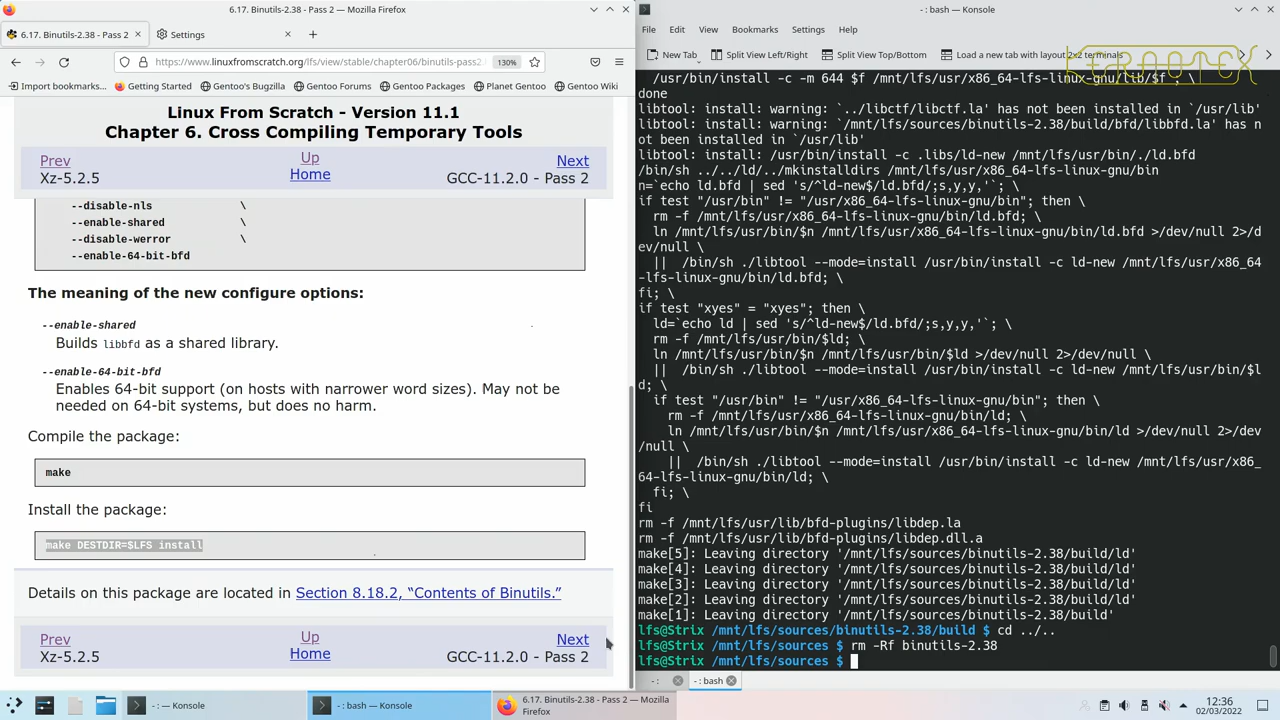 6.17. Binutils-2.38 - Pass 2 — Mozilla Firefox
6.17. Binutils-2.38 - Pass 2
Settings
https://www.linuxfromscratch.org/lfs/view/stable/chapter06/binutils-pass2
130%
Import bookmarks...
Getting Started
Gentoo's Bugzilla
Gentoo Forums
Gentoo Packages
Planet Gentoo
Gentoo Wiki
Linux From Scratch - Version 11.1
Chapter 6. Cross Compiling Temporary Tools
Prev
Up
Next
Xz-5.2.5
Home
GCC-11.2.0 - Pass 2
--disable-nls \
--enable-shared \
--disable-werror \
--enable-64-bit-bfd
The meaning of the new configure options:
--enable-shared
Builds libbfd as a shared library.
--enable-64-bit-bfd
Enables 64-bit support (on hosts with narrower word sizes). May not be
needed on 64-bit systems, but does no harm.
Compile the package:
make
Install the package:
make DESTDIR=$LFS install
Details on this package are located in Section 8.18.2, “Contents of Binutils.”
Prev
Up
Next
Xz-5.2.5
Home
GCC-11.2.0 - Pass 2
- : bash — Konsole
File Edit View Bookmarks Settings Help
New Tab
Split View Left/Right
Split View Top/Bottom
Load a new tab with layout 2x2 terminals
KERNOTEX
/usr/bin/install -c -m 644 $f /mnt/lfs/usr/x86_64-lfs-linux-gnu/lib/$f ; \
done
libtool: install: warning: `../libctf/libctf.la' has not been installed in `/usr/lib'
libtool: install: warning: `/mnt/lfs/sources/binutils-2.38/build/bfd/libbfd.la' has n
ot been installed in `/usr/lib'
libtool: install: /usr/bin/install -c .libs/ld-new /mnt/lfs/usr/bin/./ld.bfd
/bin/sh ../../ld/../mkinstalldirs /mnt/lfs/usr/x86_64-lfs-linux-gnu/bin
n=`echo ld.bfd | sed 's/^ld-new$/ld.bfd/;s,y,y,'`; \
if test "/usr/bin" != "/usr/x86_64-lfs-linux-gnu/bin"; then \
rm -f /mnt/lfs/usr/x86_64-lfs-linux-gnu/bin/ld.bfd; \
ln /mnt/lfs/usr/bin/$n /mnt/lfs/usr/x86_64-lfs-linux-gnu/bin/ld.bfd >/dev/null 2>/d
ev/null \
|| /bin/sh ./libtool --mode=install /usr/bin/install -c ld-new /mnt/lfs/usr/x86_64
-lfs-linux-gnu/bin/ld.bfd; \
fi; \
if test "xyes" = "xyes"; then \
ld=`echo ld | sed 's/^ld-new$/ld.bfd/;s,y,y,'`; \
rm -f /mnt/lfs/usr/bin/$ld; \
ln /mnt/lfs/usr/bin/$n /mnt/lfs/usr/bin/$ld >/dev/null 2>/dev/null \
|| /bin/sh ./libtool --mode=install /usr/bin/install -c ld-new /mnt/lfs/usr/bin/$l
d; \
if test "/usr/bin" != "/usr/x86_64-lfs-linux-gnu/bin"; then \
rm -f /mnt/lfs/usr/x86_64-lfs-linux-gnu/bin/ld; \
ln /mnt/lfs/usr/bin/$n /mnt/lfs/usr/x86_64-lfs-linux-gnu/bin/ld >/dev/null 2>/dev
/null \
|| /bin/sh ./libtool --mode=install /usr/bin/install -c ld-new /mnt/lfs/usr/x86_
64-lfs-linux-gnu/bin/ld; \
fi; \
fi
rm -f /mnt/lfs/usr/lib/bfd-plugins/libdep.la
rm -f /mnt/lfs/usr/lib/bfd-plugins/libdep.dll.a
make[5]: Leaving directory '/mnt/lfs/sources/binutils-2.38/build/ld'
make[4]: Leaving directory '/mnt/lfs/sources/binutils-2.38/build/ld'
make[3]: Leaving directory '/mnt/lfs/sources/binutils-2.38/build/ld'
make[2]: Leaving directory '/mnt/lfs/sources/binutils-2.38/build/ld'
make[1]: Leaving directory '/mnt/lfs/sources/binutils-2.38/build'
lfs@Strix /mnt/lfs/sources/binutils-2.38/build $ cd ../..
lfs@Strix /mnt/lfs/sources $ rm -Rf binutils-2.38
lfs@Strix /mnt/lfs/sources $
- :
- : bash
- : — Konsole
- : bash — Konsole
6.17. Binutils-2.38 - Pass 2 — Mozilla
Firefox
12:36
02/03/2022